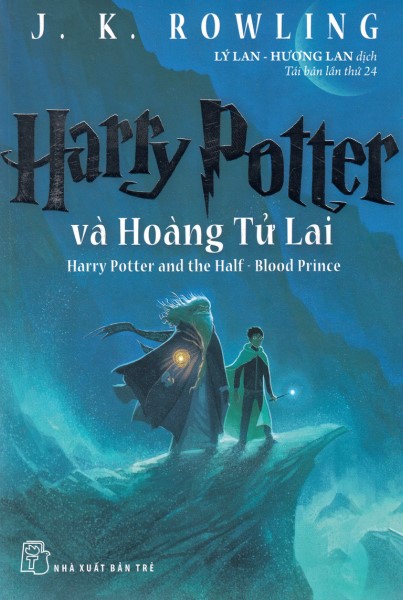 J. K. ROWLING
LÝ LAN - HƯƠNG LAN dịch
Tái bản lần thứ 24
Harry Potter
và Hoàng Tử Lai
Harry Potter and the Half - Blood Prince
NHÀ XUẤT BẢN TRẺ